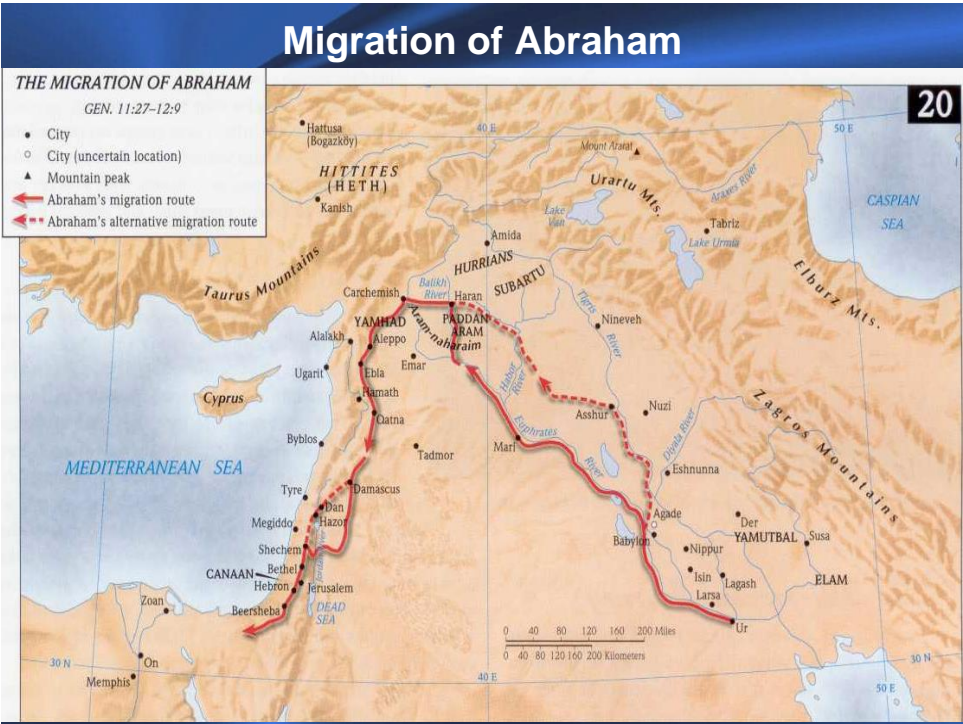 Migration of Abraham
THE MIGRATION OF ABRAHAM
GEN. 11:27–12:9
City
City (uncertain location)
Mountain peak
Abraham's migration route
Abraham's alternative migration route
20
Hattusa
(Bogazköy)
40 E
50 E
Mount Ararat
HITTITES
(HETH)
Kanish
Urartu Mts.
Araxes River
CASPIAN
SEA
Lake
Van
Tabriz
Lake Urmia
Amida
HURRIANS
SUBARTU
Taurus Mountains
Balikh
River
Elburz Mts.
Carchemish
Haran
Tigris
River
Nineveh
YAMHAD
PADDAN
ARAM
Aram-naharaim
Alalakh
Aleppo
Emar
Ebla
Ugarit
Habor
River
Cyprus
Hamath
Qatna
Asshur
Nuzi
Zagros Mountains
Byblos
Tadmor
Mari
Euphrates
River
Diyala River
MEDITERRANEAN SEA
Eshnunna
Tyre
Damascus
Dan
Hazor
Megiddo
Agade
Der
YAMUTBAL
Susa
Babylon
Shechem
Jordan River
Nippur
Bethel
CANAAN
Hebron
Jerusalem
Isin
Lagash
ELAM
Larsa
Zoan
Beersheba
DEAD
SEA
Ur
0 40 80 120 160 200 Miles
0 40 80 120 160 200 Kilometers
30 N
On
30 N
Memphis
40 E
50 E